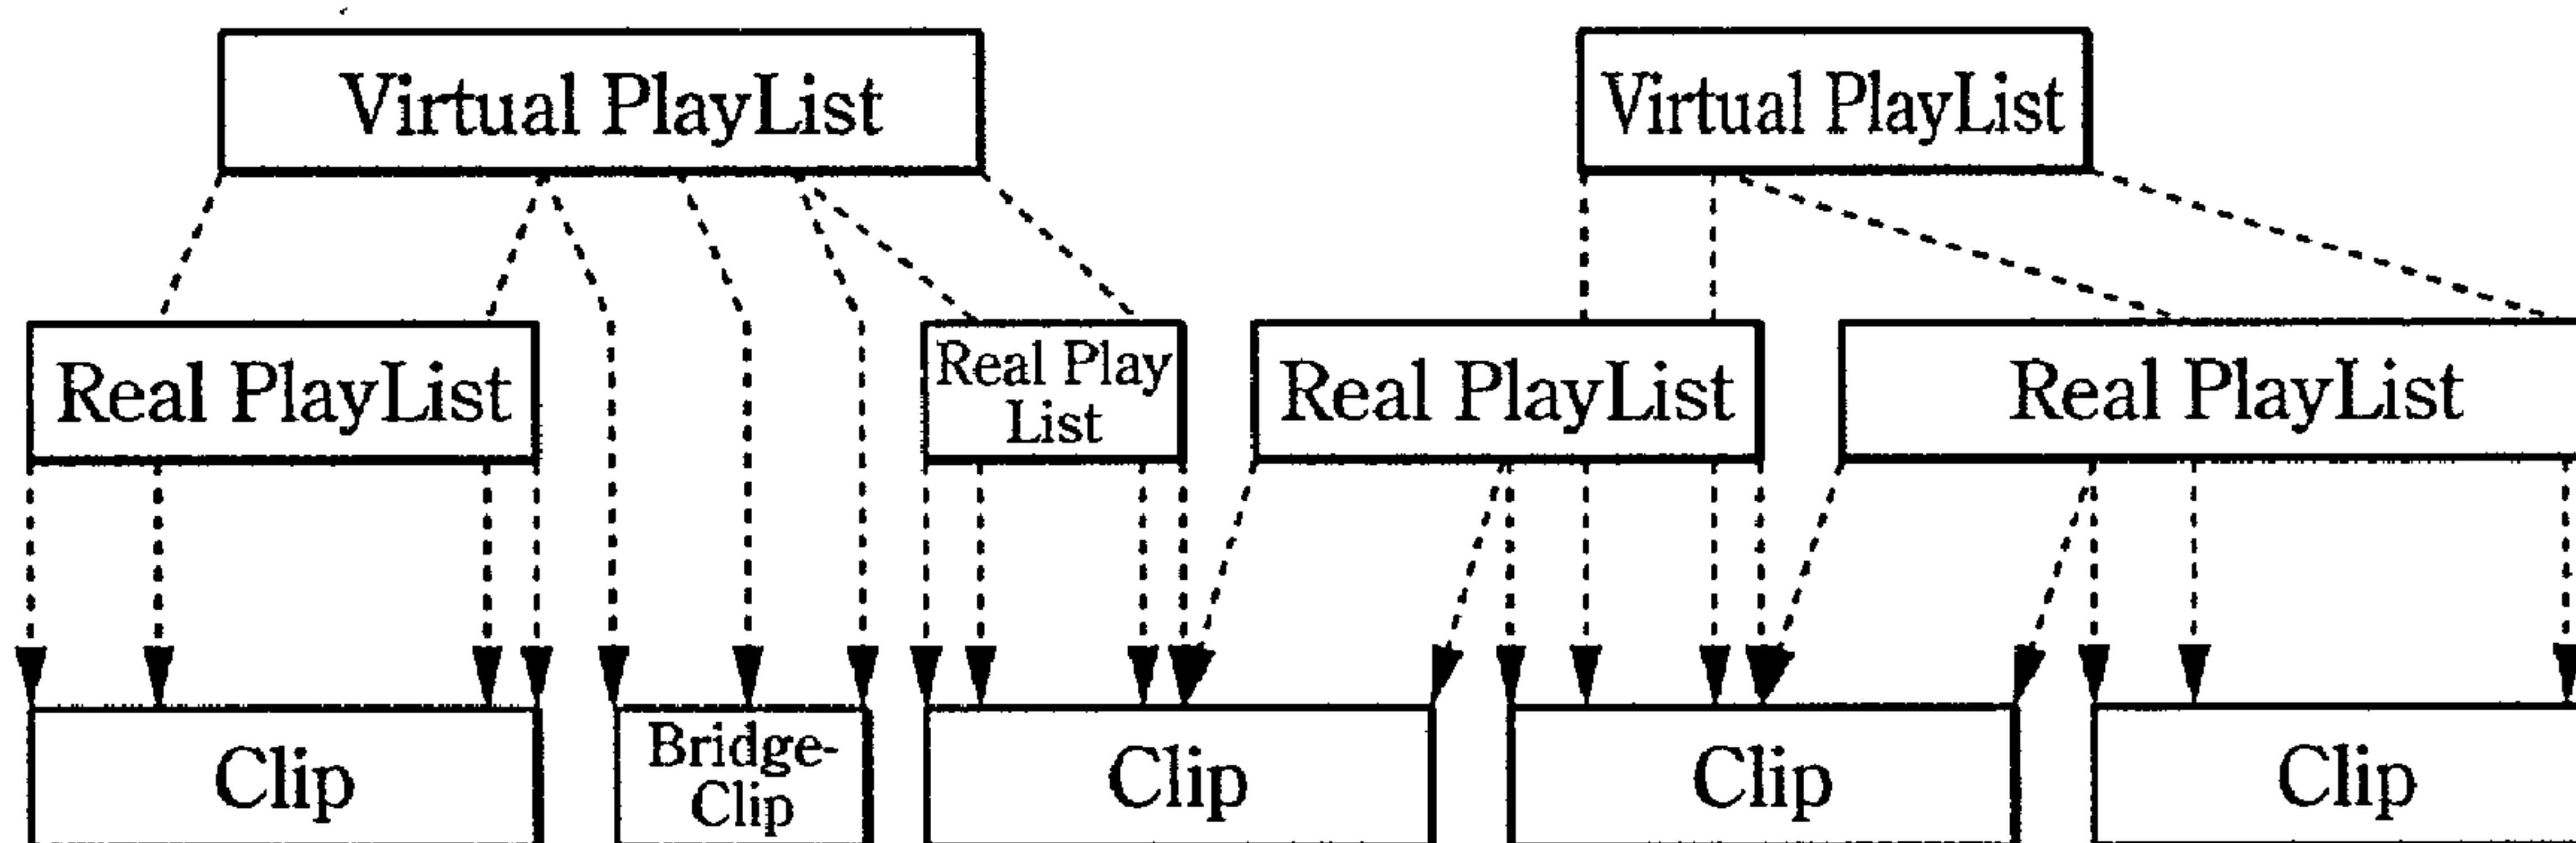 Virtual PlayList
Virtual PlayList
Real PlayList
Real Play
List
Real PlayList
Real PlayList
Clip
Bridge-
Clip
Clip
Clip
Clip